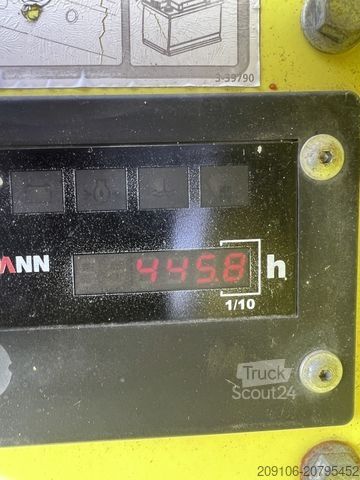 3-39790
ANN
445.8 h
1/10
Truck
Scout24
209106-20795452